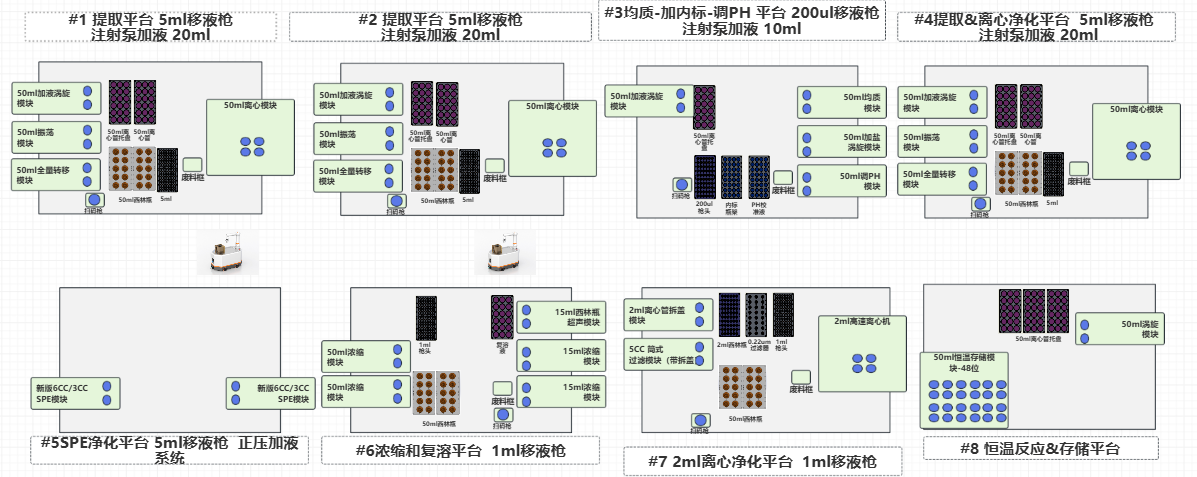 #1 提取平台 5ml移液枪
注射泵加液 20ml
50ml加液涡旋
模块
50ml振荡
模块
50ml全量转移
模块
50ml离
心管托盘
50ml离
心管
50ml离心模块
50ml西林瓶
5ml
废料框
扫码枪
#2 提取平台 5ml移液枪
注射泵加液 20ml
50ml加液涡旋
模块
50ml振荡
模块
50ml全量转移
模块
50ml离
心管托盘
50ml离
心管
50ml离心模块
50ml西林瓶
5ml
废料框
扫码枪
#3均质-加内标-调PH 平台 200ul移液枪
注射泵加液 10ml
50ml加液涡旋
模块
50ml离
心管托
盘
50ml均质
模块
50ml加盐
涡旋模块
50ml调PH
模块
扫码枪
200ul
枪头
内标
瓶架
PH校
准液
废料框
#4提取&离心净化平台 5ml移液枪
注射泵加液 20ml
50ml加液涡旋
模块
50ml振荡
模块
50ml全量转移
模块
50ml离
心管托盘
50ml离
心管
50ml离心模块
50ml西林瓶
5ml
废料框
扫码枪
新版6CC/3CC
SPE模块
新版6CC/3CC
SPE模块
#5SPE净化平台 5ml移液枪 正压加液
系统
1ml
枪头
复溶
液
15ml西林瓶
超声模块
50ml浓缩
模块
15ml浓缩
模块
50ml浓缩
模块
15ml浓缩
模块
50ml西林瓶
废料框
扫码枪
#6浓缩和复溶平台 1ml移液枪
2ml离心管拆盖
模块
5CC 筒式
过滤模块（带拆盖）
2ml西林瓶
0.22um
过滤器
1ml
枪头
2ml高速离心机
50ml西林瓶
废料框
扫码枪
#7 2ml离心净化平台 1ml移液枪
50ml离心管托盘
50ml涡旋
模块
50ml恒温存储模
块-48位
#8 恒温反应&存储平台